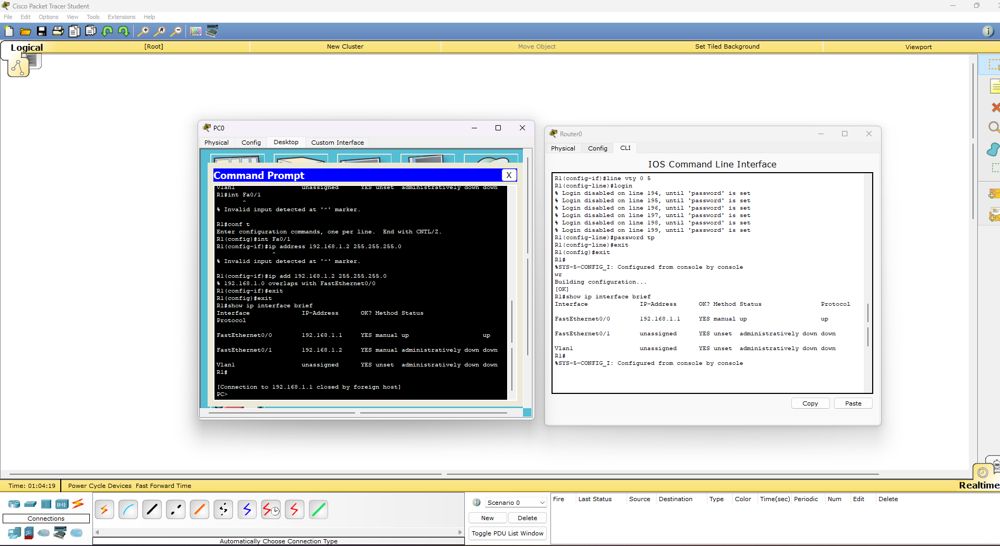 Cisco Packet Tracer Student
File Edit Options View Tools Extensions Help
Logical [Root] New Cluster Move Object Set Tiled Background Viewport
PC0
Physical Config Desktop Custom Interface
Command Prompt X
Vlan1 unassigned YES unset administratively down down
R1#int Fa0/1
^
% Invalid input detected at '^' marker.
R1#conf t
Enter configuration commands, one per line. End with CNTL/Z.
R1(config)#int Fa0/1
R1(config-if)#ip address 192.168.1.2 255.255.255.0
^
% Invalid input detected at '^' marker.
R1(config-if)#ip add 192.168.1.2 255.255.255.0
% 192.168.1.0 overlaps with FastEthernet0/0
R1(config-if)#exit
R1(config)#exit
R1#show ip interface brief
Interface IP-Address OK? Method Status
Protocol
FastEthernet0/0 192.168.1.1 YES manual up up
FastEthernet0/1 192.168.1.2 YES manual administratively down down
Vlan1 unassigned YES unset administratively down down
R1#
[Connection to 192.168.1.1 closed by foreign host]
PC>
Router0
Physical Config CLI
IOS Command Line Interface
R1(config-if)#line vty 0 5
R1(config-line)#login
% Login disabled on line 194, until 'password' is set
% Login disabled on line 195, until 'password' is set
% Login disabled on line 196, until 'password' is set
% Login disabled on line 197, until 'password' is set
% Login disabled on line 198, until 'password' is set
% Login disabled on line 199, until 'password' is set
R1(config-line)#password tp
R1(config-line)#exit
R1(config)#exit
R1#
%SYS-5-CONFIG_I: Configured from console by console
wr
Building configuration...
[OK]
R1#show ip interface brief
Interface IP-Address OK? Method Status Protocol
FastEthernet0/0 192.168.1.1 YES manual up up
FastEthernet0/1 unassigned YES unset administratively down down
Vlan1 unassigned YES unset administratively down down
R1#
%SYS-5-CONFIG_I: Configured from console by console
Copy Paste
Time: 01:04:19 Power Cycle Devices Fast Forward Time
Realtime
Connections
Automatically Choose Connection Type
Scenario 0
New Delete
Toggle PDU List Window
Fire Last Status Source Destination Type Color Time(sec) Periodic Num Edit Delete